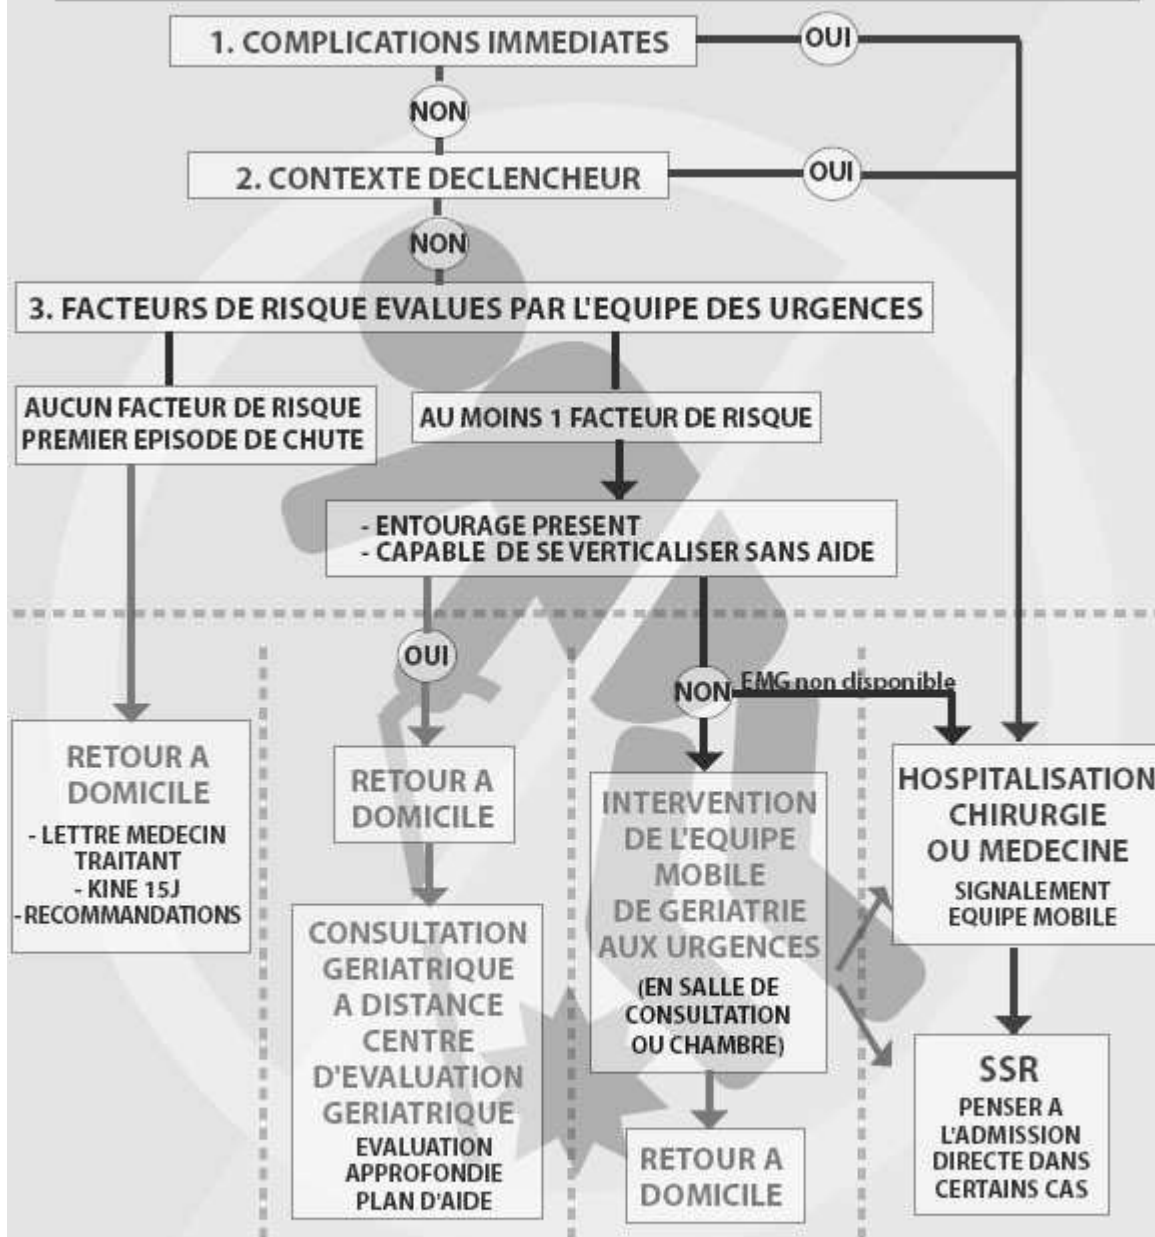 1. COMPLICATIONS IMMEDIATES
OUI
NON
2. CONTEXTE DECLENCHEUR
OUI
NON
3. FACTEURS DE RISQUE EVALUES PAR L'EQUIPE DES URGENCES
AUCUN FACTEUR DE RISQUE
PREMIER EPISODE DE CHUTE
AU MOINS 1 FACTEUR DE RISQUE
- ENTOURAGE PRESENT
- CAPABLE DE SE VERTICALISER SANS AIDE
OUI
NON
EMG non disponible
RETOUR A
DOMICILE
- LETTRE MEDECIN
TRAITANT
- KINE 15J
-RECOMMANDATIONS
RETOUR A
DOMICILE
CONSULTATION
GERIATRIQUE
A DISTANCE
CENTRE
D'EVALUATION
GERIATRIQUE
EVALUATION
APPROFONDIE
PLAN D'AIDE
INTERVENTION
DE L'EQUIPE
MOBILE
DE GERIATRIE
AUX URGENCES
(EN SALLE DE
CONSULTATION
OU CHAMBRE)
RETOUR A
DOMICILE
HOSPITALISATION
CHIRURGIE
OU MEDECINE
SIGNALEMENT
EQUIPE MOBILE
SSR
PENSER A
L'ADMISSION
DIRECTE DANS
CERTAINS CAS